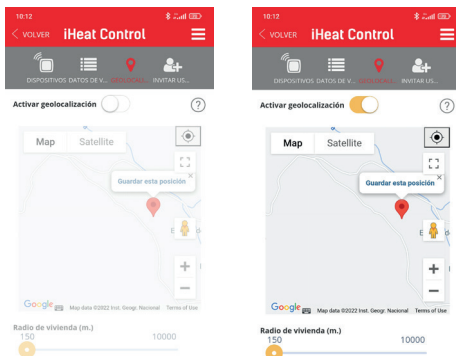 10:12
VOLVER iHeat Control
DISPOSITIVOS DATOS DE V... GEOLOCALI... INVITAR US...
Activar geolocalización ?
Map Satellite
Guardar esta posición
Google Map data ©2022 Inst. Geogr. Nacional Terms of Use
Radio de vivienda (m.)
150 10000
10:12
VOLVER iHeat Control
DISPOSITIVOS DATOS DE V... GEOLOCALI... INVITAR US...
Activar geolocalización ?
Map Satellite
Guardar esta posición
Google Map data ©2022 Inst. Geogr. Nacional Terms of Use
Radio de vivienda (m.)
150 10000